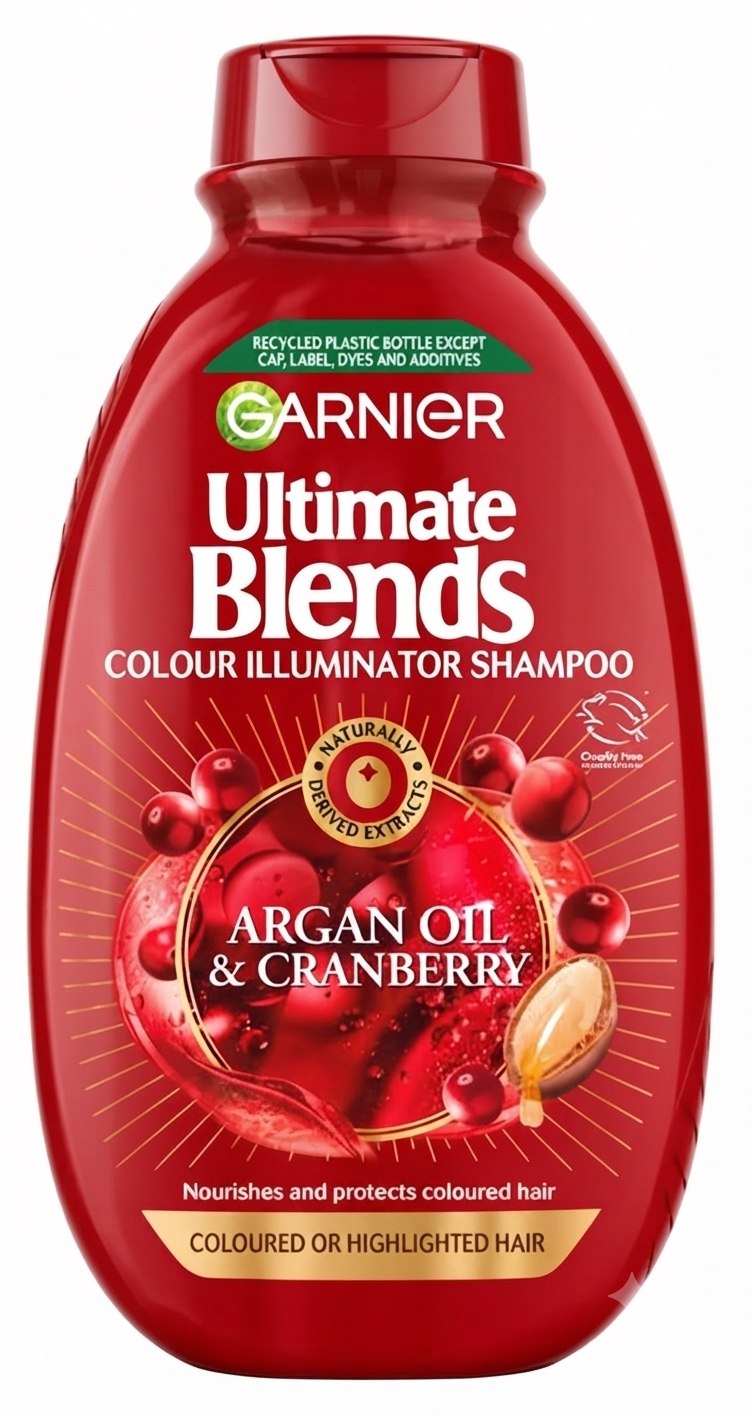 RECYCLED PLASTIC BOTTLE EXCEPT
CAP, LABEL, DYES AND ADDITIVES
GARNIER
Ultimate
Blends
COLOUR ILLUMINATOR SHAMPOO
NATURALLY
DERIVED EXTRACTS
ARGAN OIL
& CRANBERRY
Nourishes and protects coloured hair
COLOURED OR HIGHLIGHTED HAIR